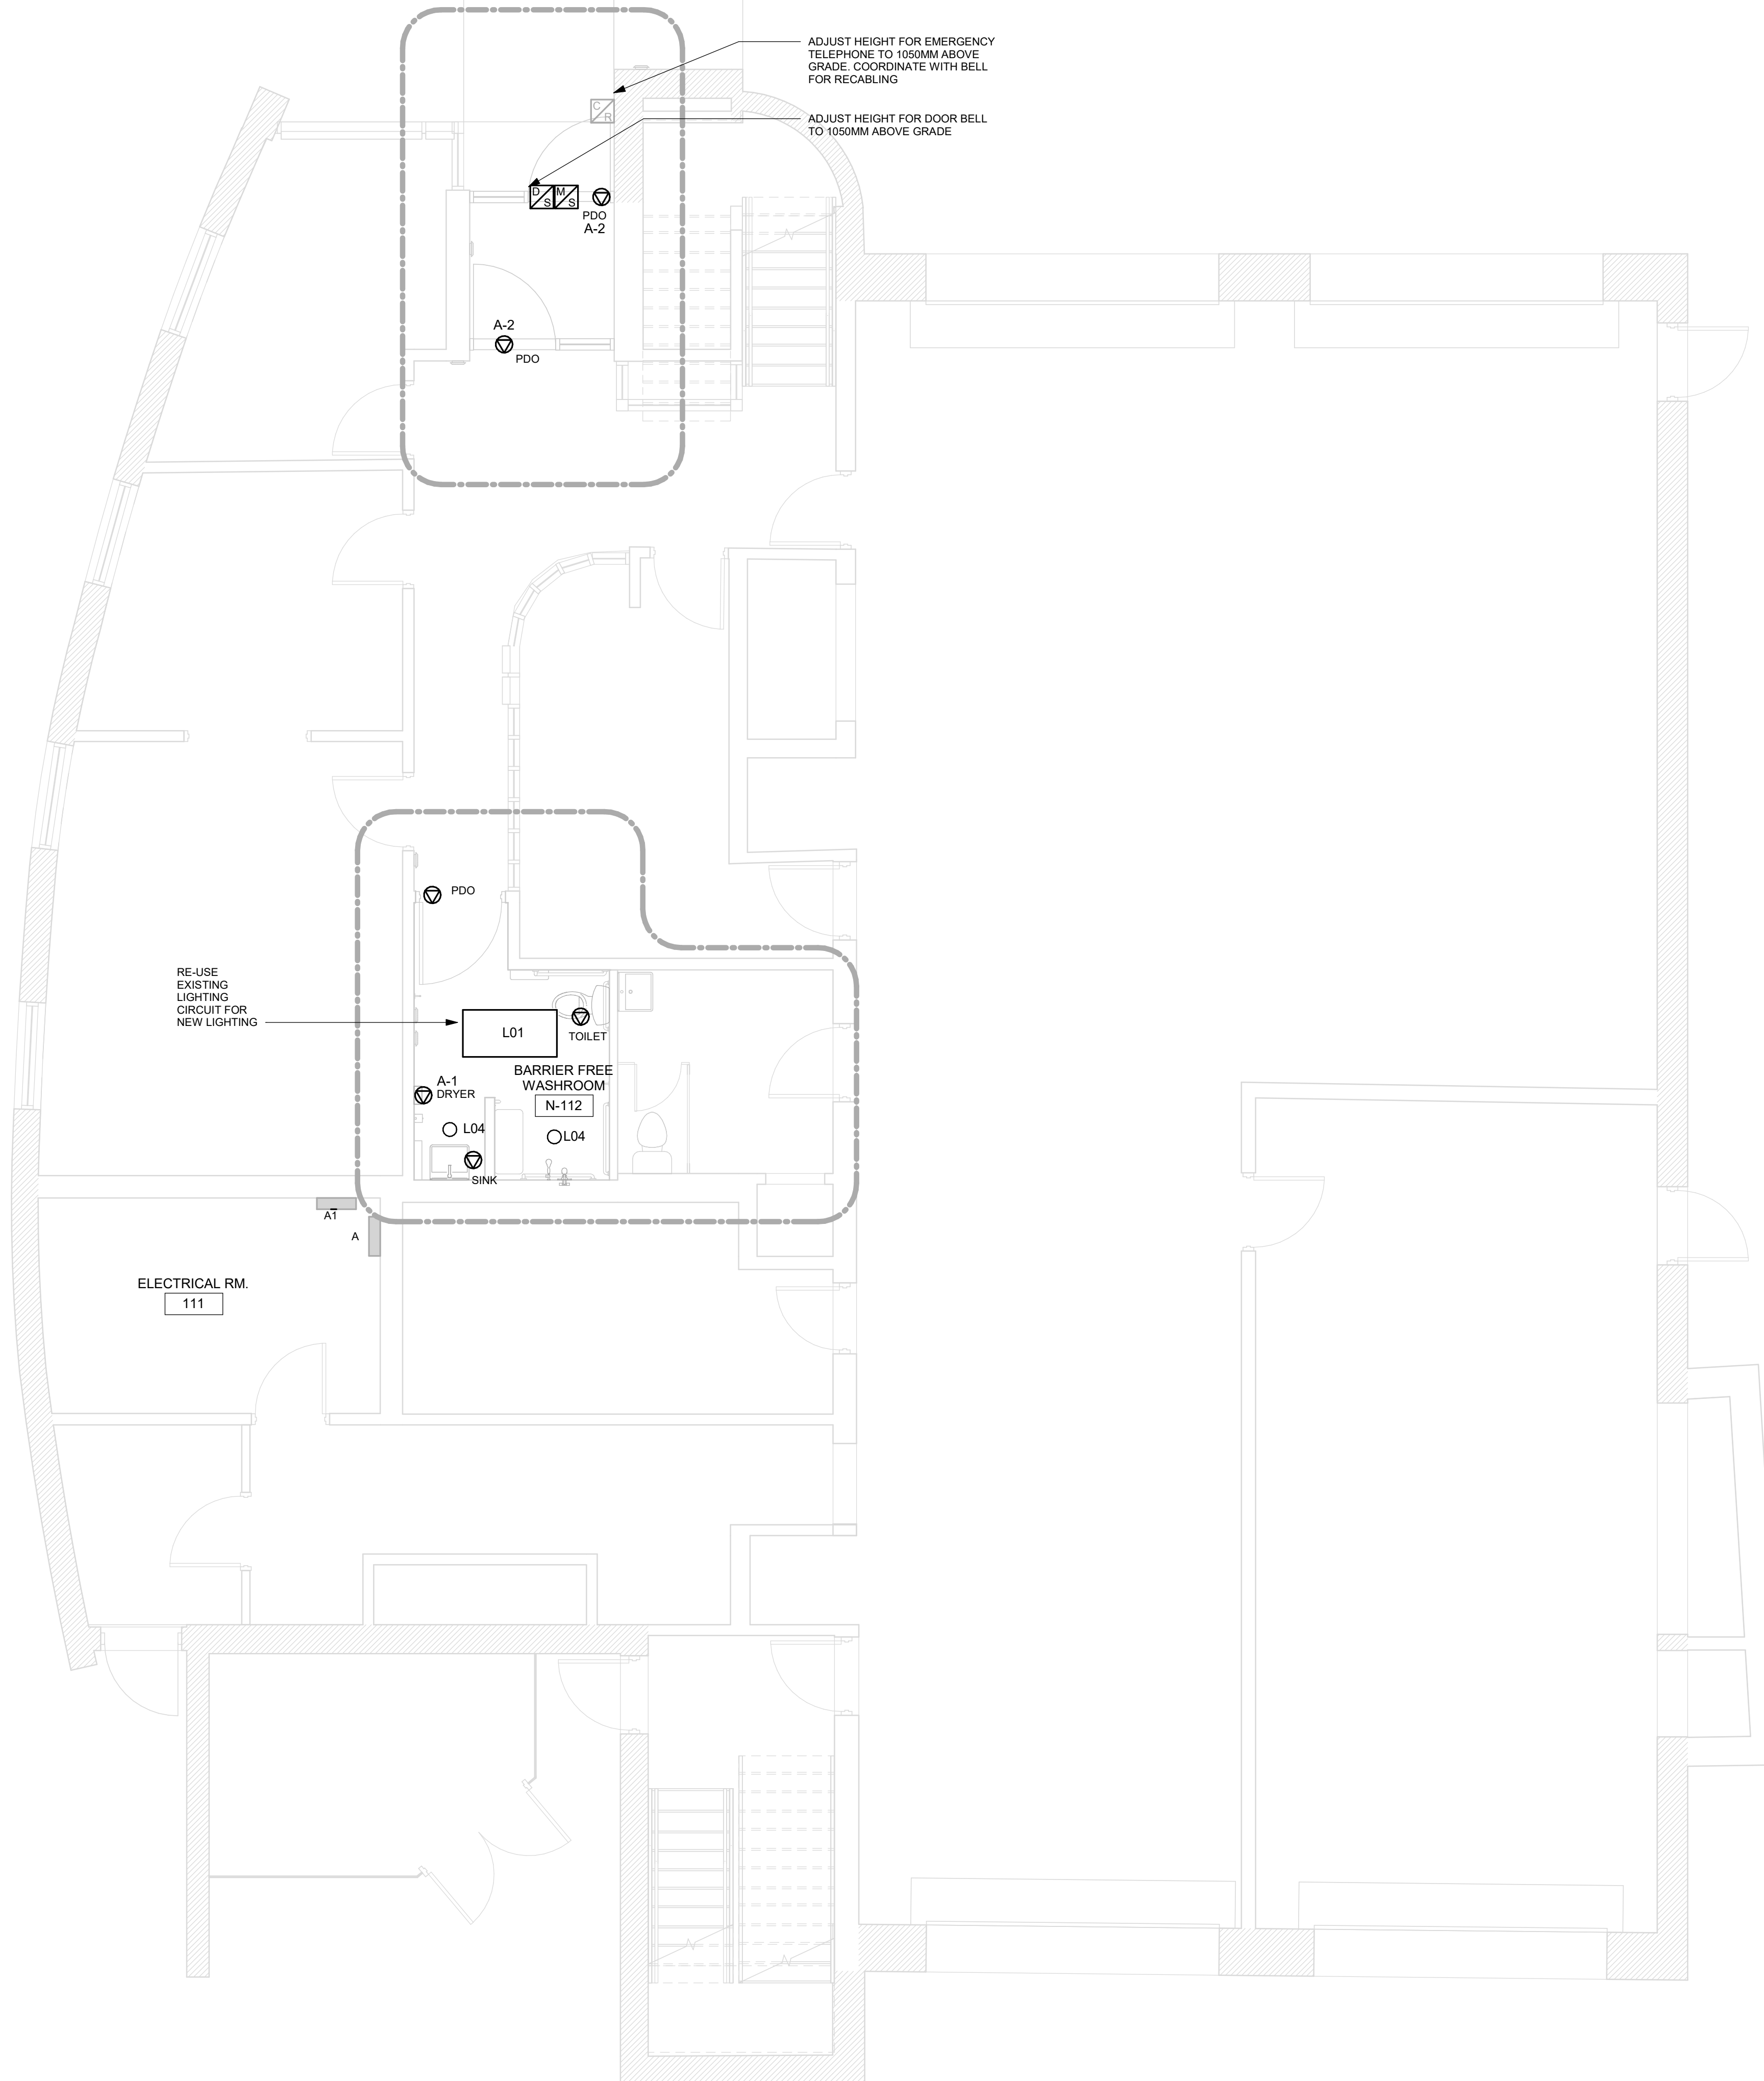 ADJUST HEIGHT FOR EMERGENCY
TELEPHONE TO 1050MM ABOVE
GRADE. COORDINATE WITH BELL
FOR RECABLING
C
R
ADJUST HEIGHT FOR DOOR BELL
TO 1050MM ABOVE GRADE
D
S
M
S
PDO
A-2
A-2
PDO
PDO
RE-USE
EXISTING
LIGHTING
CIRCUIT FOR
NEW LIGHTING
L01
TOILET
BARRIER FREE
WASHROOM
N-112
A-1
DRYER
L04
L04
SINK
A1
A
ELECTRICAL RM.
111